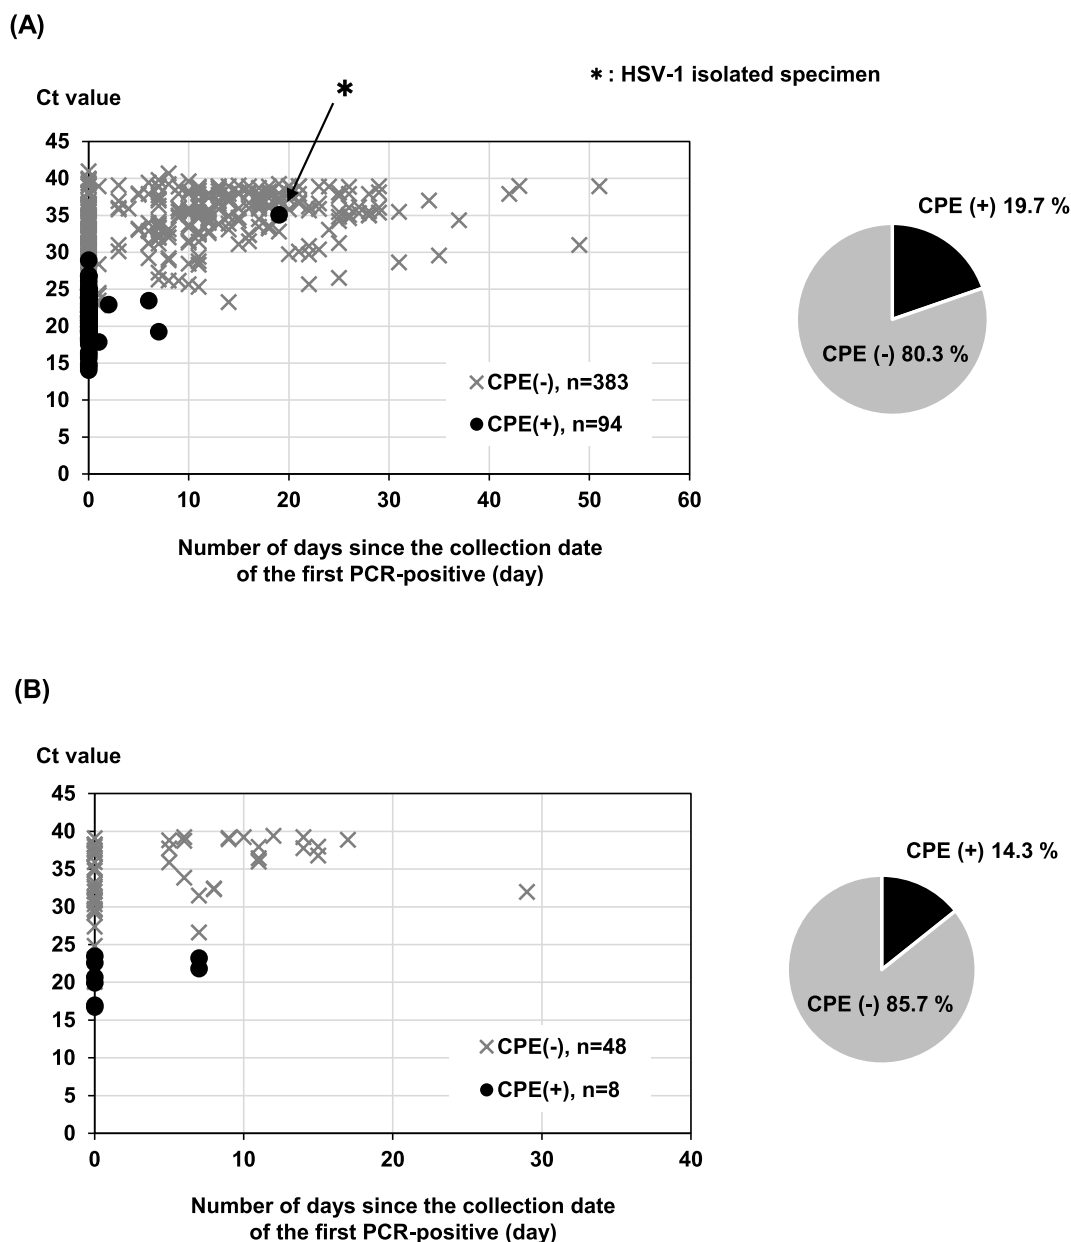 (A)
Ct value
*
* : HSV-1 isolated specimen
45
40
35
30
25
20
15
10
5
0
CPE(-), n=383
CPE(+), n=94
0 10 20 30 40 50 60
Number of days since the collection date
of the first PCR-positive (day)
CPE (+) 19.7 %
CPE (-) 80.3 %
(B)
Ct value
45
40
35
30
25
20
15
10
5
0
CPE(-), n=48
CPE(+), n=8
0 10 20 30 40
Number of days since the collection date
of the first PCR-positive (day)
CPE (+) 14.3 %
CPE (-) 85.7 %